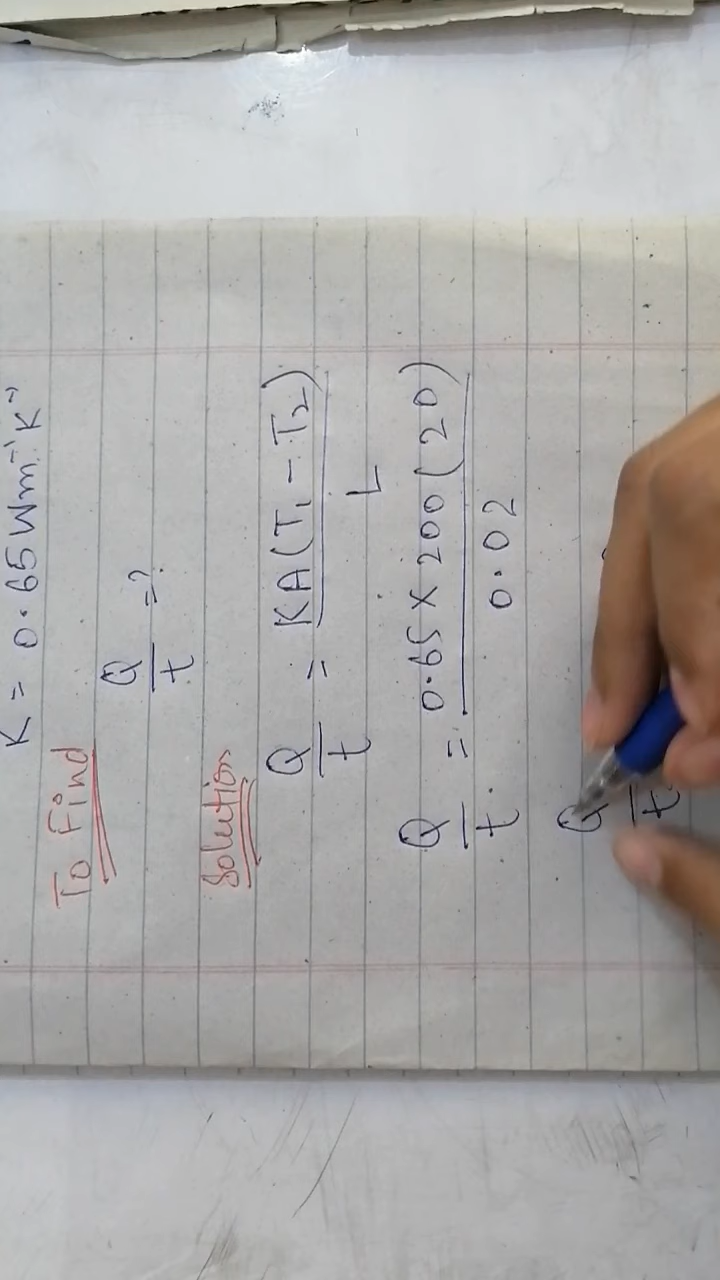 K = 0.65 Wm⁻¹K⁻¹
To Find
Q/t = ?
Solution
Q/t = KA(T₁ - T₂)/L
Q/t. = 0.65 × 200 (20)/0.02
Q/t.